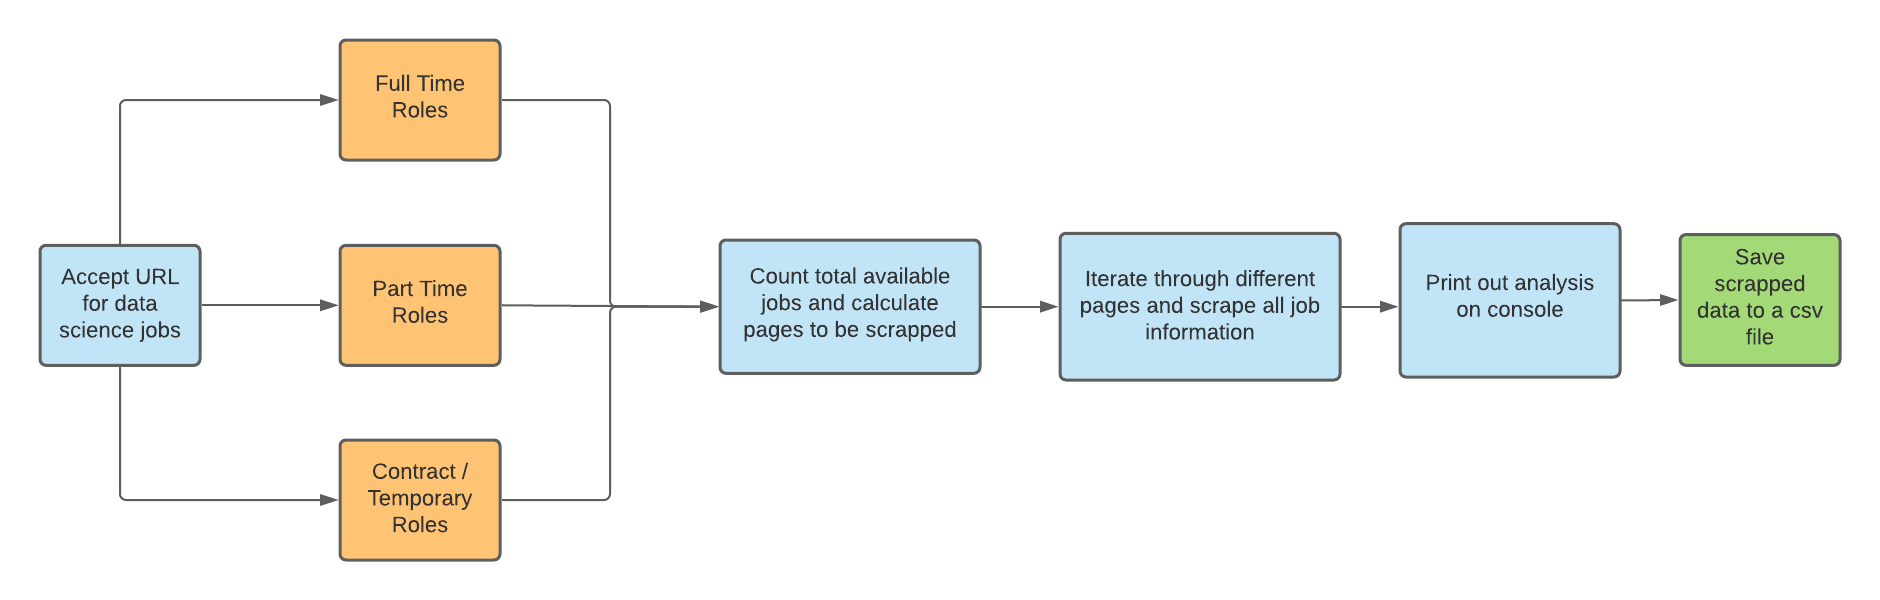 Full Time
Roles
Accept URL
for data
science jobs
Part Time
Roles
Contract /
Temporary
Roles
Count total available
jobs and calculate
pages to be scrapped
Iterate through different
pages and scrape all job
information
Print out analysis
on console
Save
scrapped
data to a csv
file